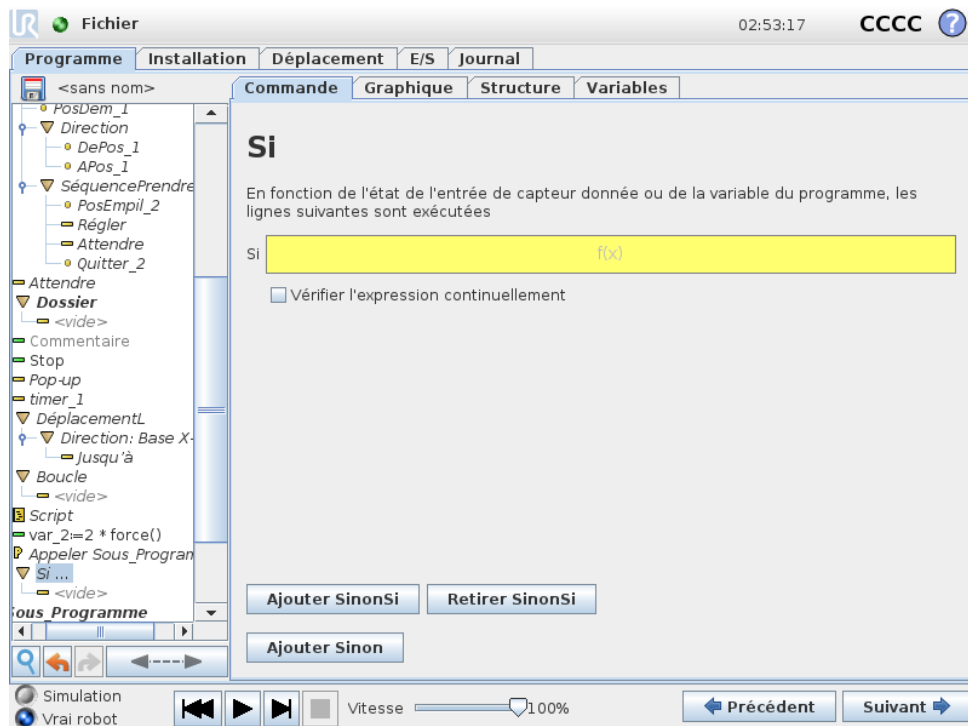 UR Fichier 02:53:17 CCCC ?
Programme Installation Déplacement E/S Journal
<sans nom>
Commande Graphique Structure Variables
PosDem_1
Direction
DePos_1
APos_1
SéquencePrendre
PosEmpil_2
Régler
Attendre
Quitter_2
Attendre
Dossier
<vide>
Commentaire
Stop
Pop-up
timer_1
DéplacementL
Direction: Base X-
Jusqu'à
Boucle
<vide>
Script
var_2:=2 * force()
Appeler Sous_Program
Si ...
<vide>
Sous_Programme
Si
En fonction de l'état de l'entrée de capteur donnée ou de la variable du programme, les
lignes suivantes sont exécutées
Si f(x)
Vérifier l'expression continuellement
Ajouter SinonSi Retirer SinonSi
Ajouter Sinon
Simulation
Vrai robot
Vitesse 100%
Précédent Suivant